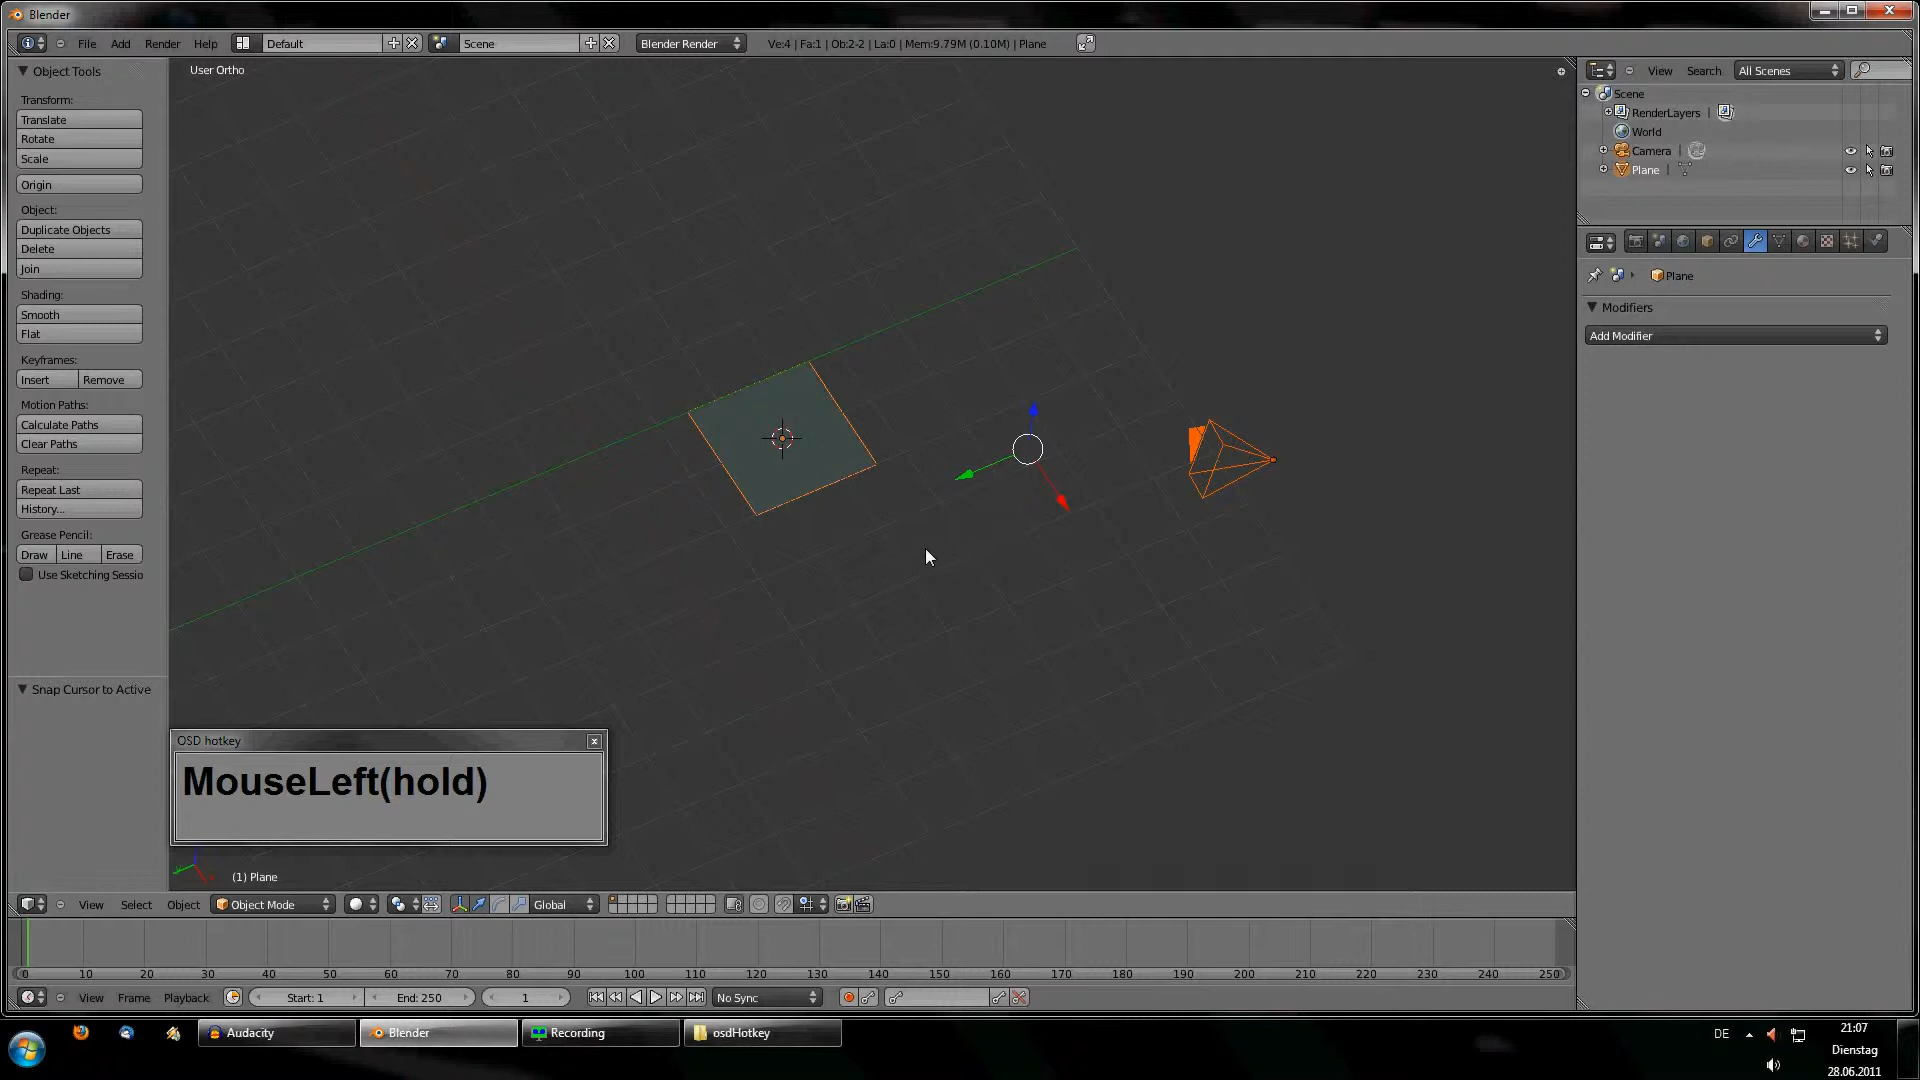 Blender
File Add Render Help Default Scene Blender Render Ve:4 | Fa:1 | Ob:2-2 | La:0 | Mem:9.79M (0.10M) | Plane
Object Tools
Transform:
Translate
Rotate
Scale
Origin
Object:
Duplicate Objects
Delete
Join
Shading:
Smooth
Flat
Keyframes:
Insert Remove
Motion Paths:
Calculate Paths
Clear Paths
Repeat:
Repeat Last
History...
Grease Pencil:
Draw Line Erase
Use Sketching Sessio
Snap Cursor to Active
User Ortho
OSD hotkey
MouseLeft(hold)
(1) Plane
View Search All Scenes
Scene
RenderLayers |
World
Camera |
Plane |
Plane
Modifiers
Add Modifier
View Select Object Object Mode Global
0 10 20 30 40 50 60 70 80 90 100 110 120 130 140 150 160 170 180 190 200 210 220 230 240 250
View Frame Playback Start: 1 End: 250 1 No Sync
Audacity Blender Recording osdHotkey
DE
21:07
Dienstag
28.06.2011